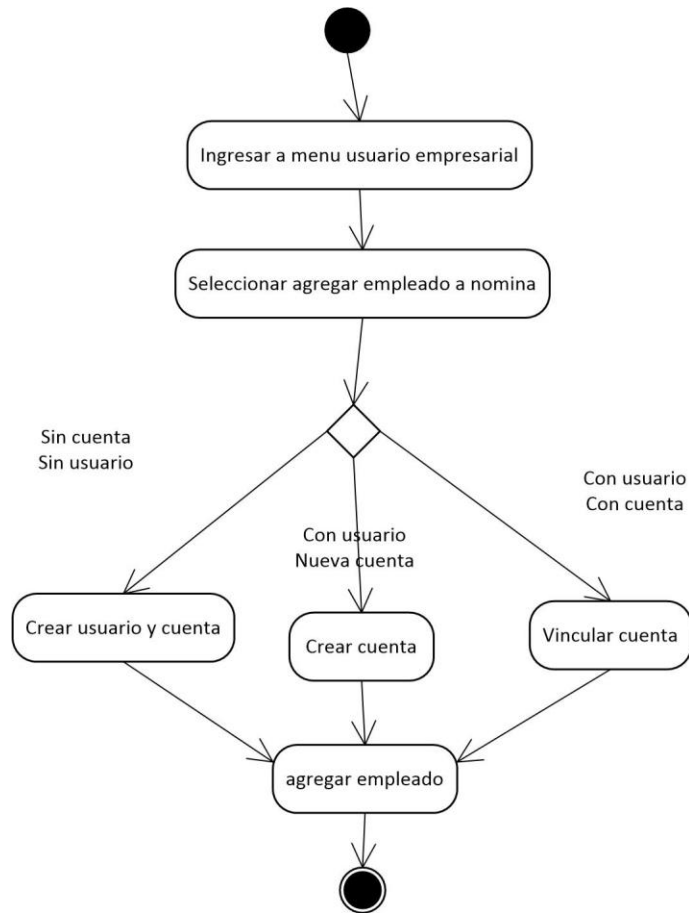 Ingresar a menu usuario empresarial
Seleccionar agregar empleado a nomina
Sin cuenta
Sin usuario
Con usuario
Con cuenta
Con usuario
Nueva cuenta
Crear usuario y cuenta
Crear cuenta
Vincular cuenta
agregar empleado